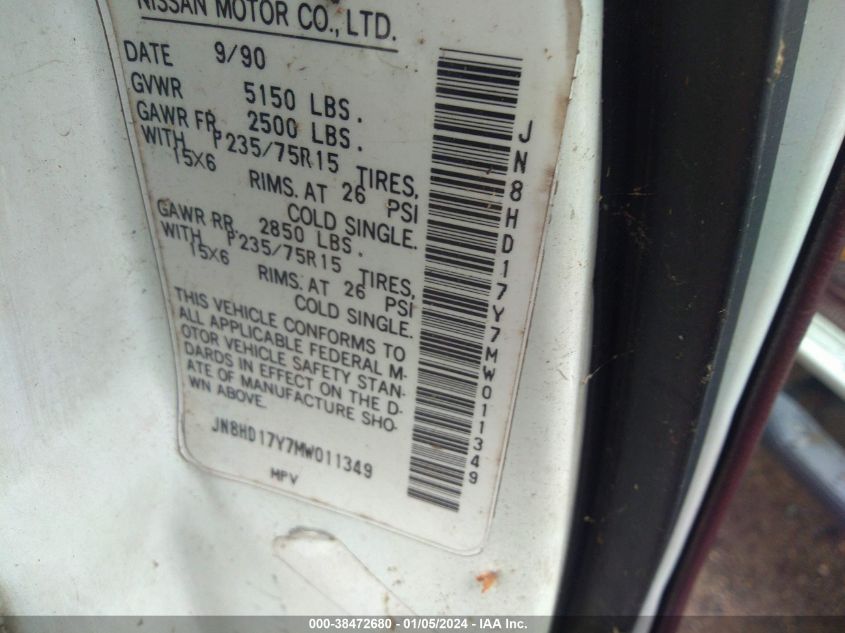 NISSAN MOTOR CO., LTD.
DATE 9/90
GVWR 5150 LBS.
GAWR FR. 2500 LBS.
WITH P235/75R15 TIRES,
15X6 RIMS. AT 26 PSI
COLD SINGLE.
GAWR RR. 2850 LBS.
WITH P235/75R15 TIRES,
15X6 RIMS. AT 26 PSI
COLD SINGLE.
THIS VEHICLE CONFORMS TO
ALL APPLICABLE FEDERAL M-
OTOR VEHICLE SAFETY STAN-
DARDS IN EFFECT ON THE D-
ATE OF MANUFACTURE SHO-
WN ABOVE.
JN8HD17Y7MW011349
MPV
JN8HD17Y7MW011349
000-38472680 - 01/05/2024 - IAA Inc.